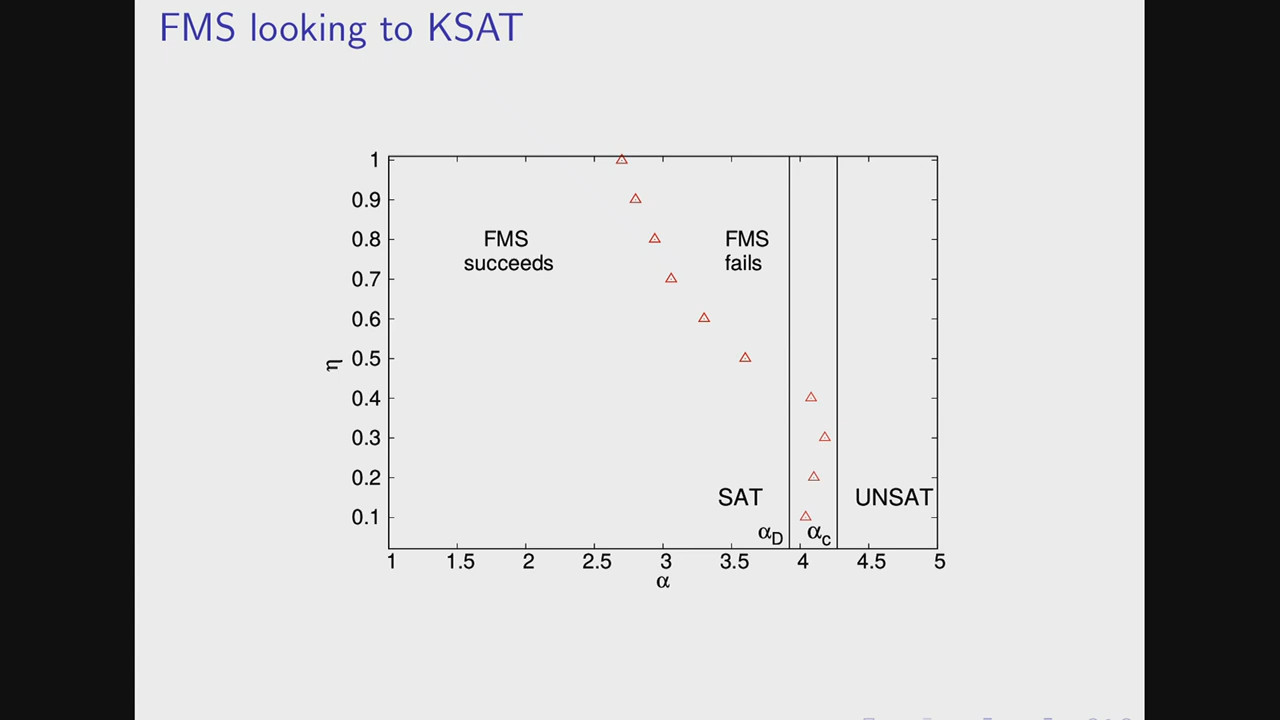 FMS looking to KSAT
1
0.9
0.8
0.7
0.6
0.5
0.4
0.3
0.2
0.1
η
FMS
succeeds
FMS
fails
SAT
UNSAT
αD
αc
1 1.5 2 2.5 3 3.5 4 4.5 5
α